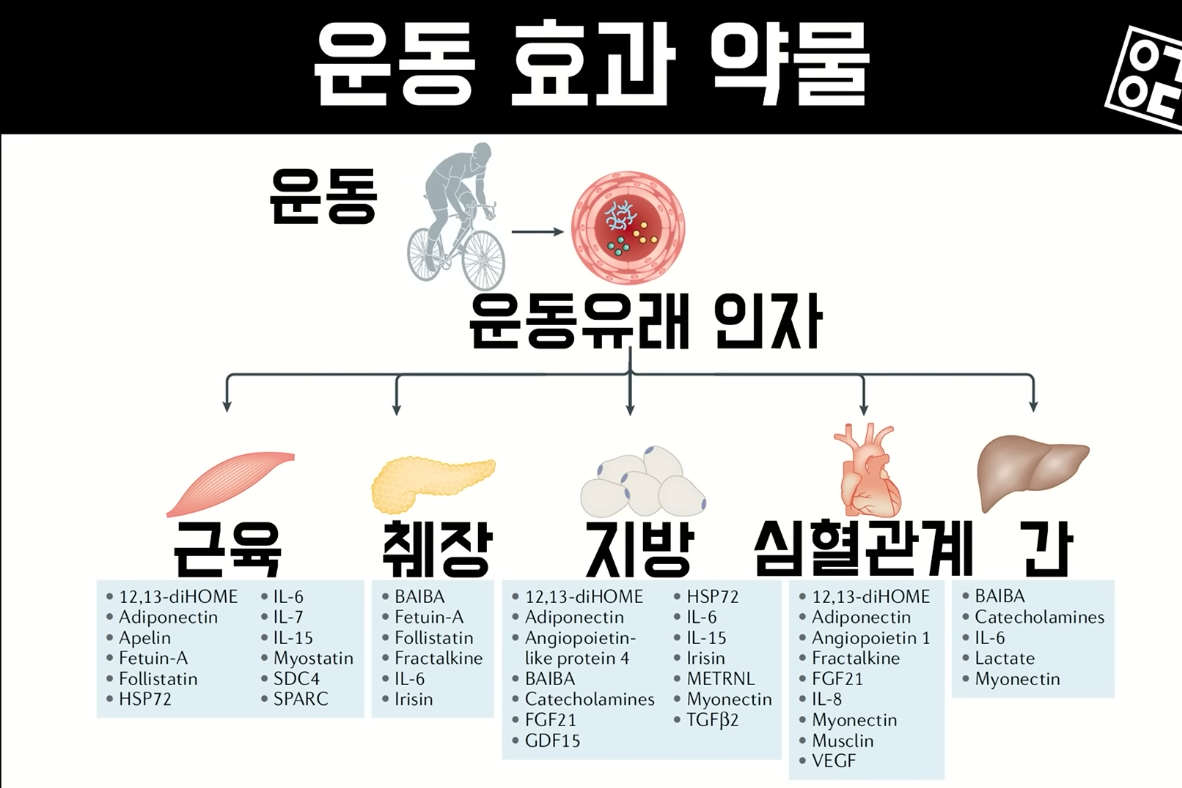 운동 효과 약물
운동
운동유래 인자
근육
췌장
지방
심혈관계
간
• 12,13-diHOME
• Adiponectin
• Apelin
• Fetuin-A
• Follistatin
• HSP72
• IL-6
• IL-7
• IL-15
• Myostatin
• SDC4
• SPARC
• BAIBA
• Fetuin-A
• Follistatin
• Fractalkine
• IL-6
• Irisin
• 12,13-diHOME
• Adiponectin
• Angiopoietin-
like protein 4
• BAIBA
• Catecholamines
• FGF21
• GDF15
• HSP72
• IL-6
• IL-15
• Irisin
• METRNL
• Myonectin
• TGFβ2
• 12,13-diHOME
• Adiponectin
• Angiopoietin 1
• Fractalkine
• FGF21
• IL-8
• Myonectin
• Musclin
• VEGF
• BAIBA
• Catecholamines
• IL-6
• Lactate
• Myonectin